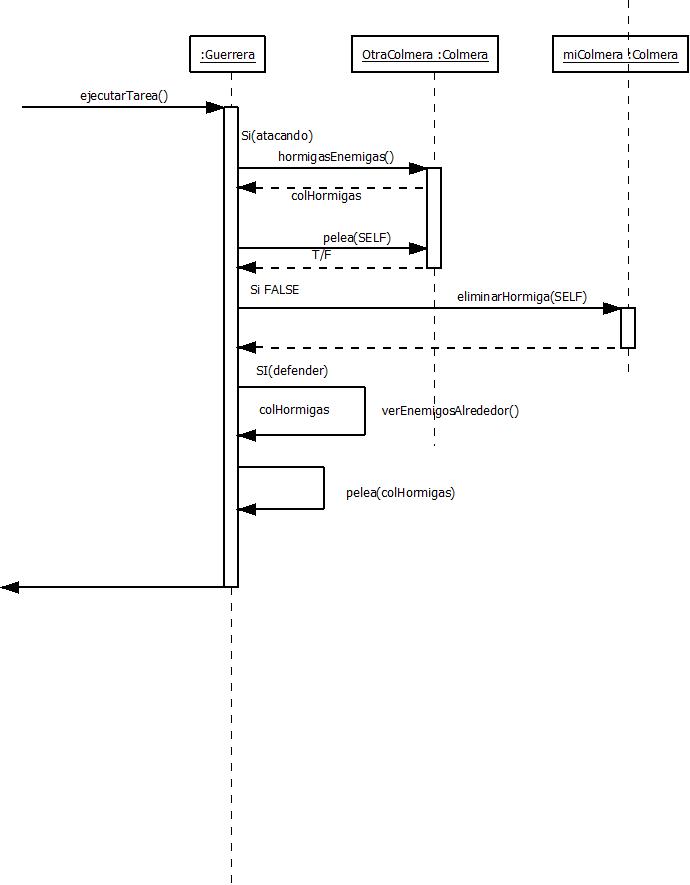 :Guerrera
OtraColmera :Colmera
miColmera :Colmera
ejecutarTarea()
Si(atacando)
hormigasEnemigas()
colHormigas
pelea(SELF)
T/F
Si FALSE
eliminarHormiga(SELF)
SI(defender)
colHormigas
verEnemigosAlrededor()
pelea(colHormigas)